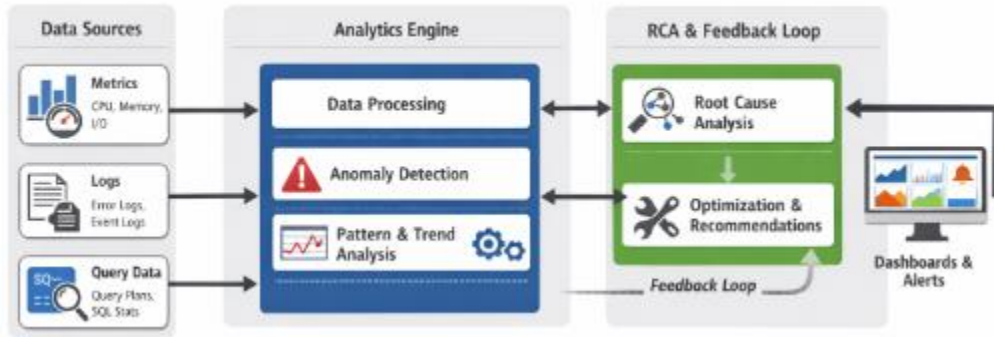 Data Sources
Analytics Engine
RCA & Feedback Loop
Metrics
CPU, Memory,
I/O
Logs
Error Logs,
Event Logs
SQ
Query Data
Query Plans,
SQL Stats
Data Processing
Anomaly Detection
Pattern & Trend
Analysis
Root Cause
Analysis
Optimization &
Recommendations
Feedback Loop
Dashboards &
Alerts